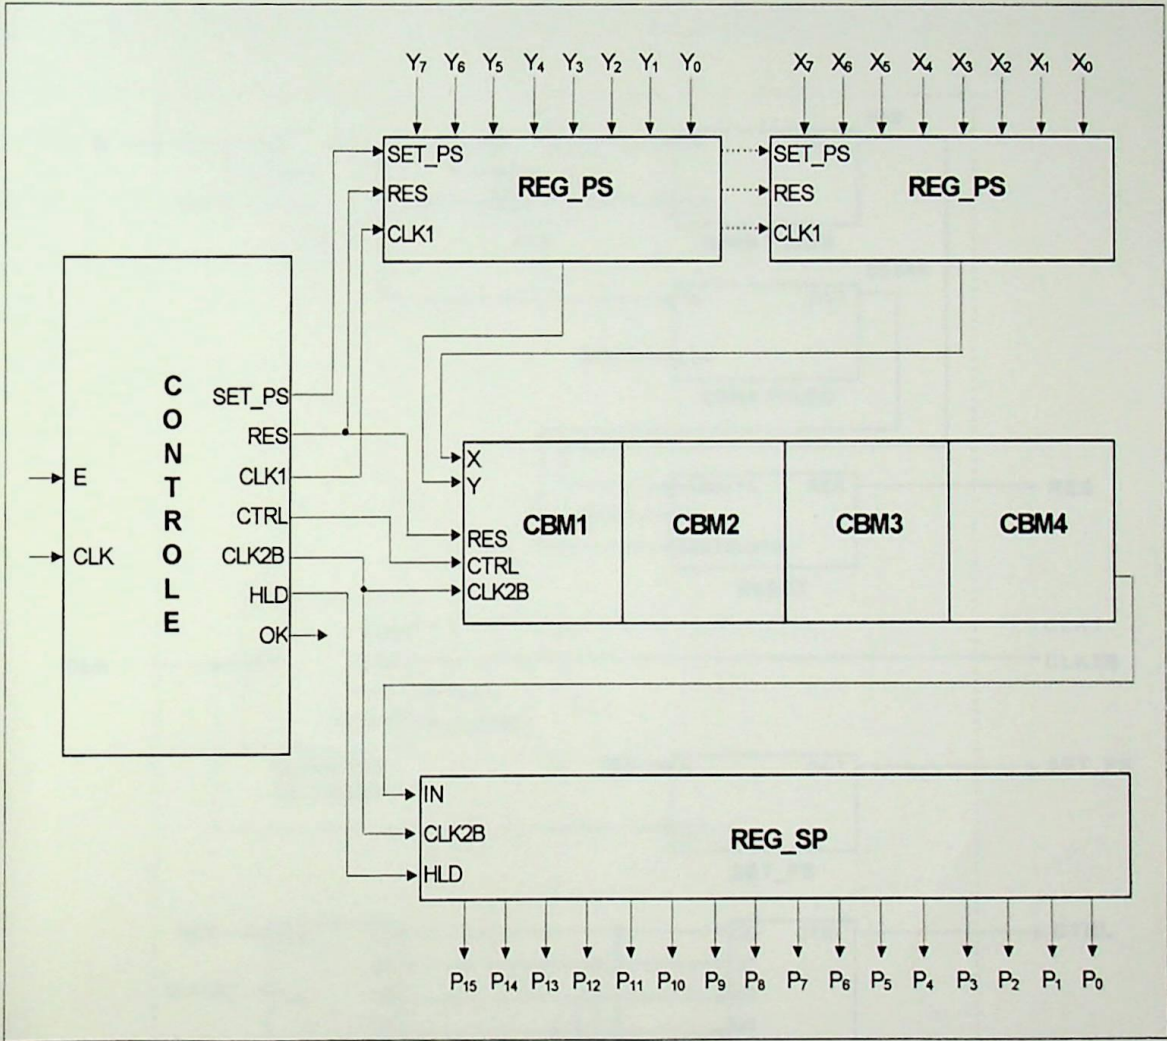 Y7 Y6 Y5 Y4 Y3 Y2 Y1 Y0 X7 X6 X5 X4 X3 X2 X1 X0
SET_PS
RES
CLK1
REG_PS
SET_PS
RES
CLK1
REG_PS
CONTROLE
E
CLK
SET_PS
RES
CLK1
CTRL
CLK2B
HLD
OK
X
Y
RES
CTRL
CLK2B
CBM1
CBM2
CBM3
CBM4
IN
CLK2B
HLD
REG_SP
P15 P14 P13 P12 P11 P10 P9 P8 P7 P6 P5 P4 P3 P2 P1 P0